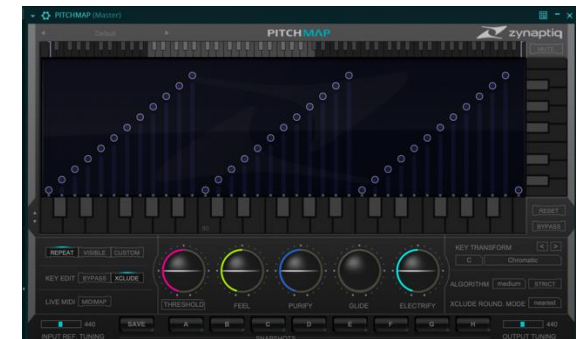 PITCHMAP (Master)
Default
PITCHMAP
zynaptiq
MUTE
RESET
BYPASS
REPEAT VISIBLE CUSTOM
KEY EDIT BYPASS XCLUDE
LIVE MIDI MIDIMAP
THRESHOLD FEEL PURIFY GLIDE ELECTRIFY
KEY TRANSFORM < >
C Chromatic
ALGORITHM medium STRICT
XCLUDE ROUND. MODE nearest
440 SAVE A B C D E F G H 440
INPUT REF. TUNING SNAPSHOTS OUTPUT TUNING